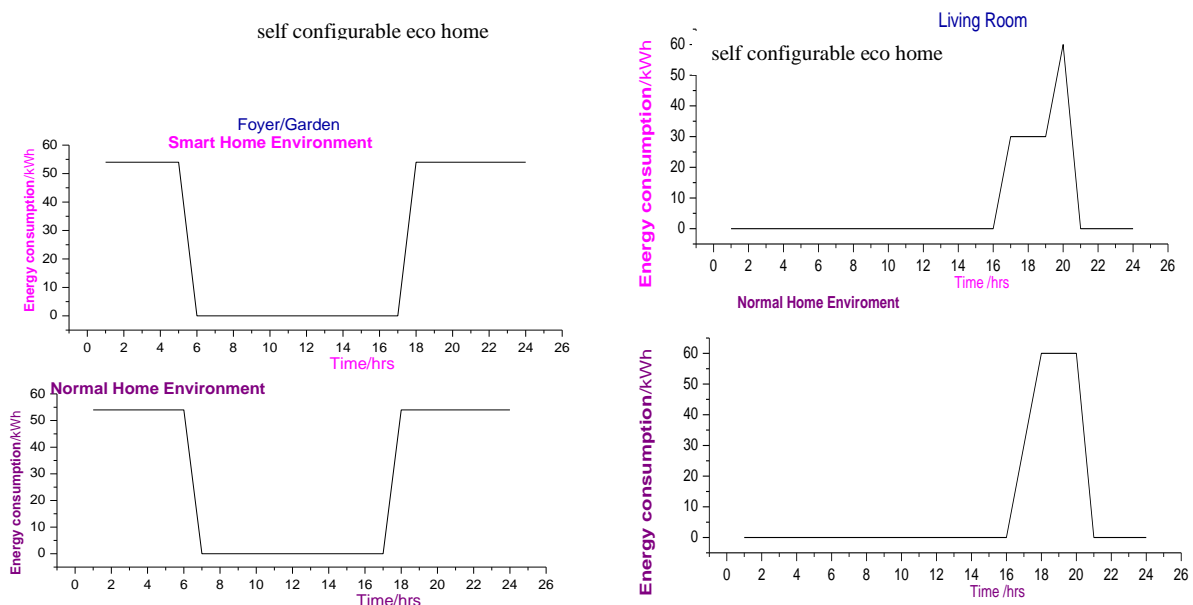 self configurable eco home
Foyer/Garden
Smart Home Environment
Energy consumption/kWh
60
50
40
30
20
10
0
0 2 4 6 8 10 12 14 16 18 20 22 24 26
Time/hrs
Normal Home Environment
Energy consumption/kWh
60
50
40
30
20
10
0
0 2 4 6 8 10 12 14 16 18 20 22 24 26
Time/hrs
Living Room
self configurable eco home
Energy consumption/kWh
60
50
40
30
20
10
0
0 2 4 6 8 10 12 14 16 18 20 22 24 26
Time /hrs
Normal Home Enviroment
Energy consumption/kWh
60
50
40
30
20
10
0
0 2 4 6 8 10 12 14 16 18 20 22 24 26
Time /hrs